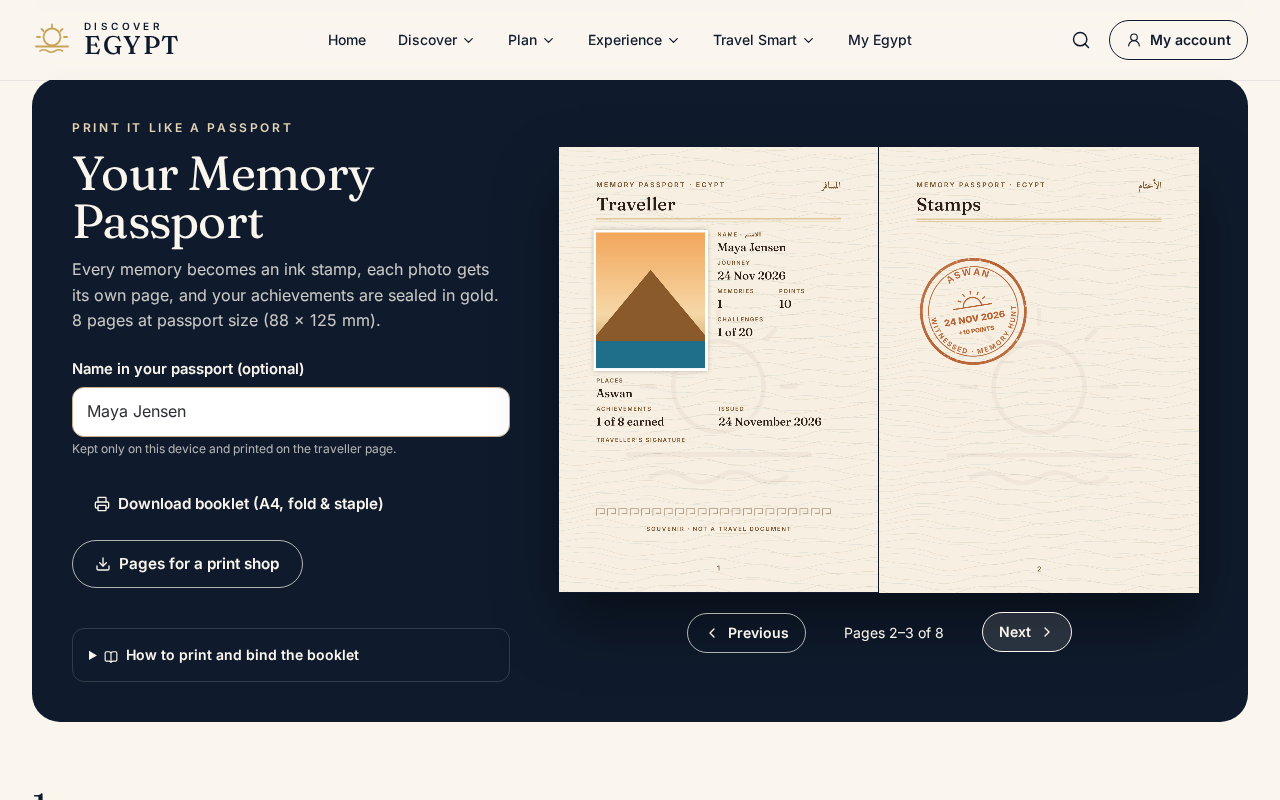 DISCOVER
EGYPT
Home
Discover
Plan
Experience
Travel Smart
My Egypt
My account
PRINT IT LIKE A PASSPORT
Your Memory
Passport
Every memory becomes an ink stamp, each photo gets
its own page, and your achievements are sealed in gold.
8 pages at passport size (88 × 125 mm).
Name in your passport (optional)
Maya Jensen
Kept only on this device and printed on the traveller page.
Download booklet (A4, fold & staple)
Pages for a print shop
How to print and bind the booklet
MEMORY PASSPORT · EGYPT
المسافر
Traveller
NAME · الاسم
Maya Jensen
JOURNEY
24 Nov 2026
MEMORIES POINTS
1 10
CHALLENGES
1 of 20
PLACES
Aswan
ACHIEVEMENTS ISSUED
1 of 8 earned 24 November 2026
TRAVELLER'S SIGNATURE
SOUVENIR · NOT A TRAVEL DOCUMENT
1
MEMORY PASSPORT · EGYPT
الأختام
Stamps
ASWAN
24 NOV 2026
+10 POINTS
WITNESSED · MEMORY HUNT
2
Previous
Pages 2–3 of 8
Next